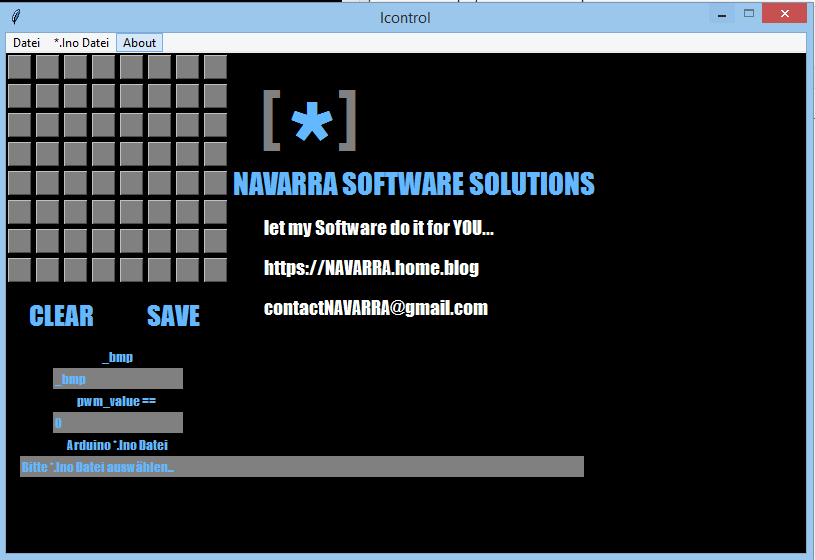 Icontrol
Datei *.Ino Datei About
[*]
NAVARRA SOFTWARE SOLUTIONS
let my Software do it for YOU...
https://NAVARRA.home.blog
contactNAVARRA@gmail.com
CLEAR SAVE
_bmp
_bmp
pwm_value ==
0
Arduino *.Ino Datei
Bitte *.Ino Datei auswählen...